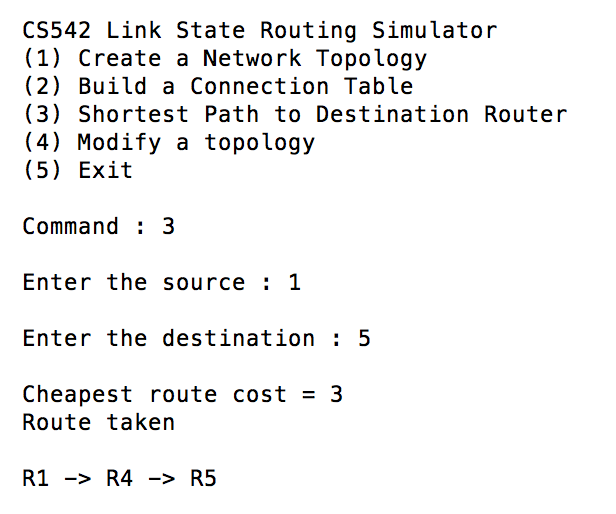 CS542 Link State Routing Simulator
(1) Create a Network Topology
(2) Build a Connection Table
(3) Shortest Path to Destination Router
(4) Modify a topology
(5) Exit
Command : 3
Enter the source : 1
Enter the destination : 5
Cheapest route cost = 3
Route taken
R1 -> R4 -> R5